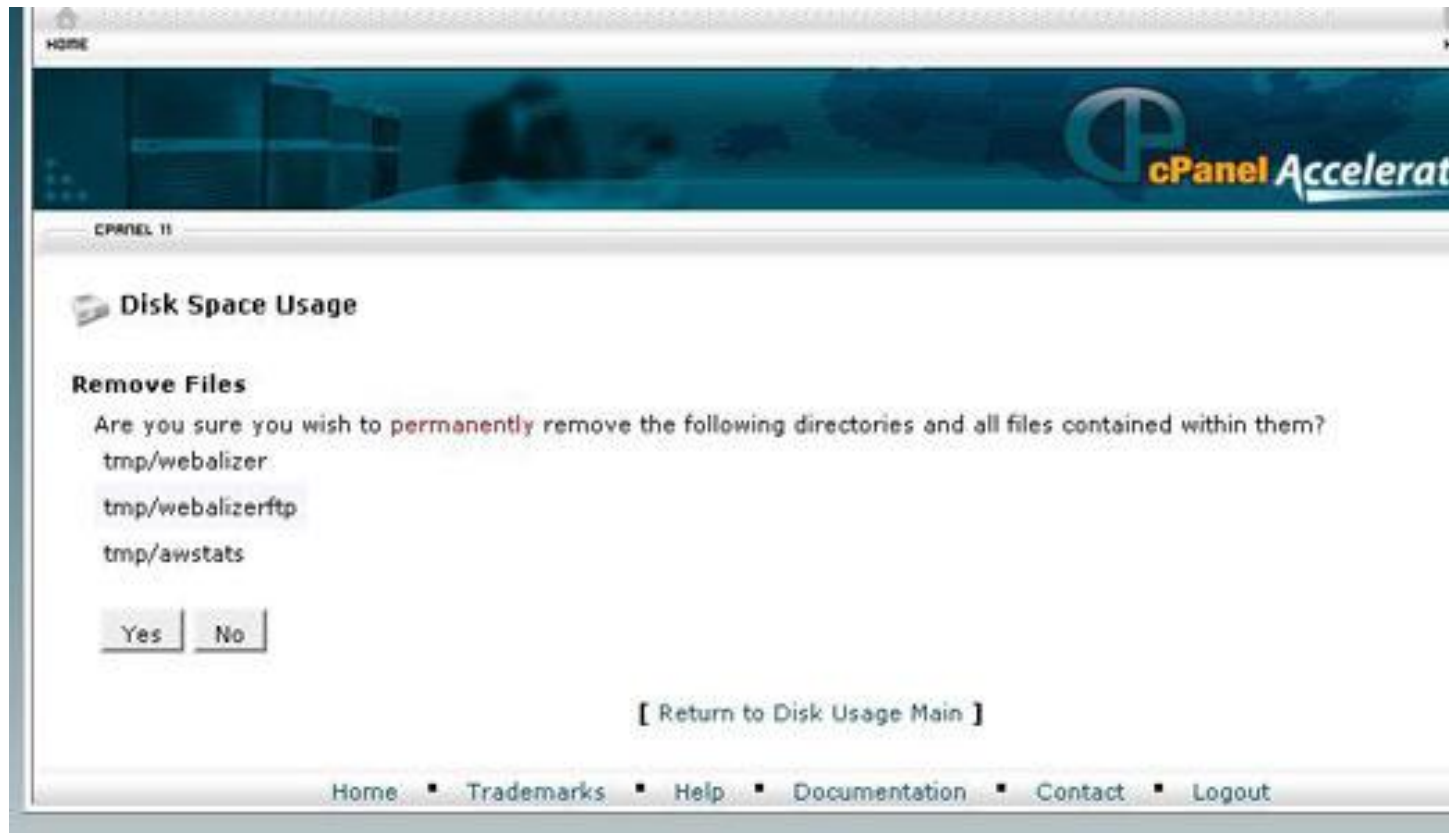 HOME
cPanel Accelerat
CPANEL 11
Disk Space Usage
Remove Files
Are you sure you wish to permanently remove the following directories and all files contained within them?
tmp/webalizer
tmp/webalizerftp
tmp/awstats
Yes No
[ Return to Disk Usage Main ]
Home ▪ Trademarks ▪ Help ▪ Documentation ▪ Contact ▪ Logout